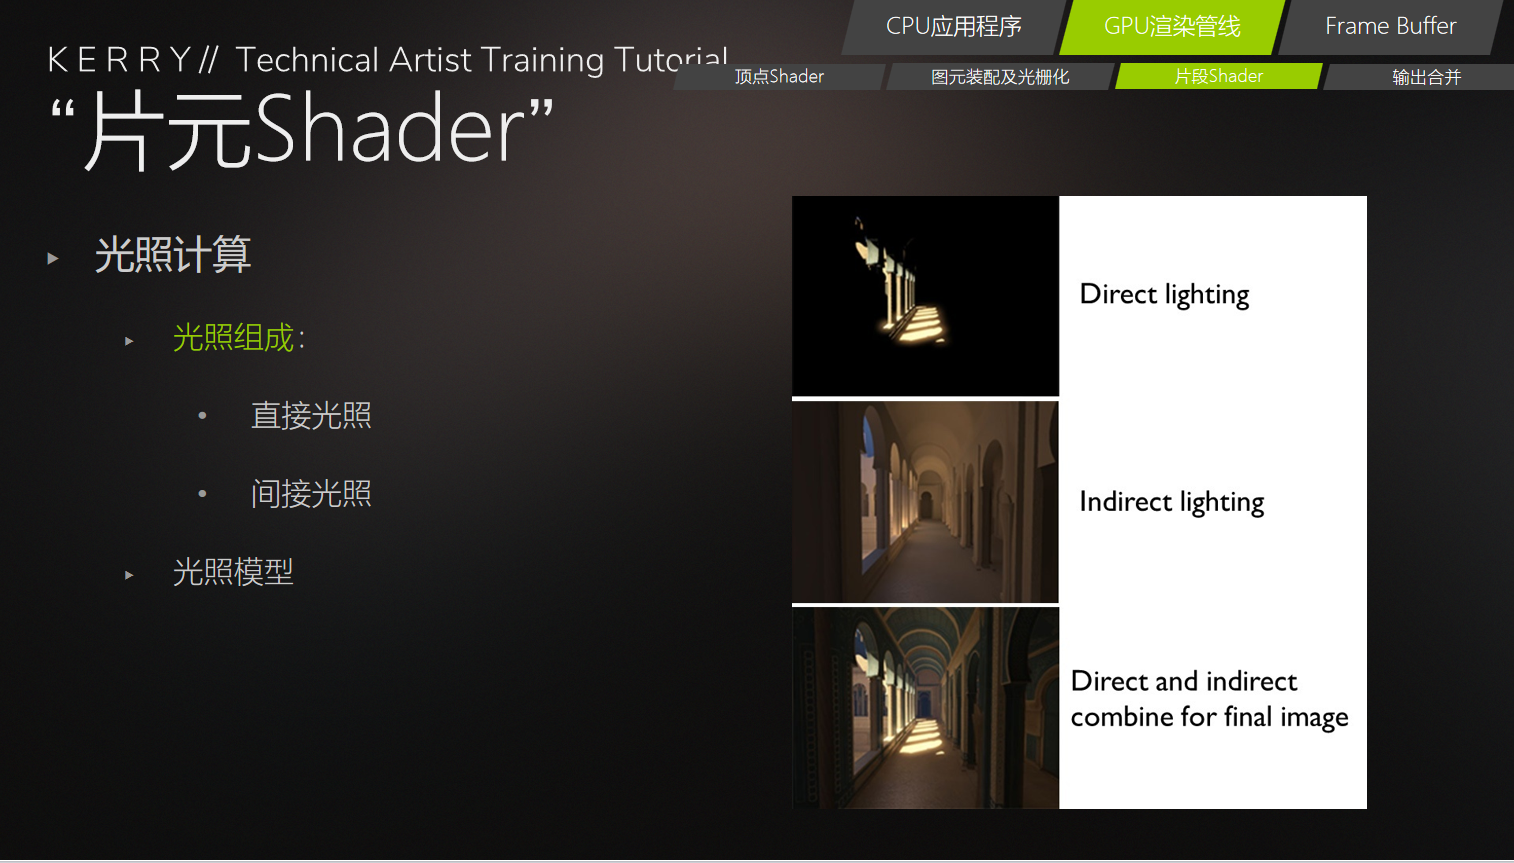 CPU应用程序
GPU渲染管线
Frame Buffer
KERRY// Technical Artist Training Tutorial
顶点Shader
图元装配及光栅化
片段Shader
输出合并
“片元Shader”
光照计算
光照组成：
直接光照
间接光照
光照模型
Direct lighting
Indirect lighting
Direct and indirect
combine for final image